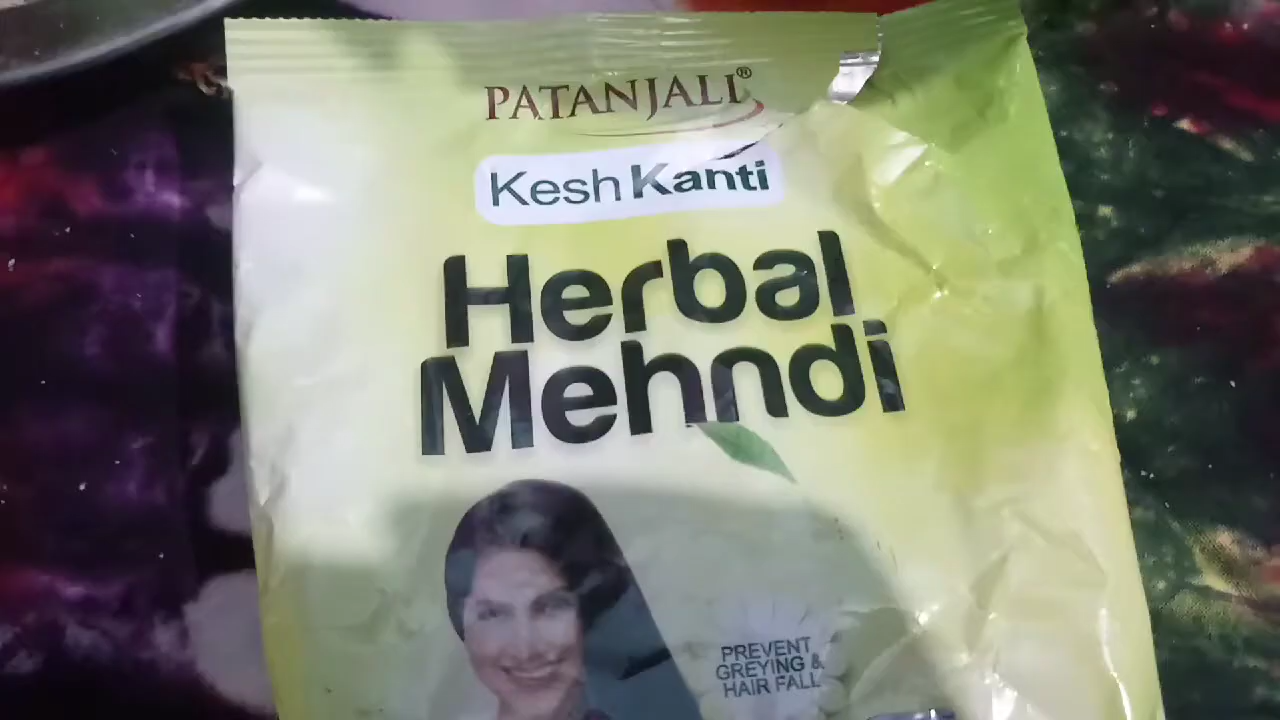 PATANJALI®
Kesh Kanti
Herbal
Mehndi
PREVENT
GREYING &
HAIR FALL